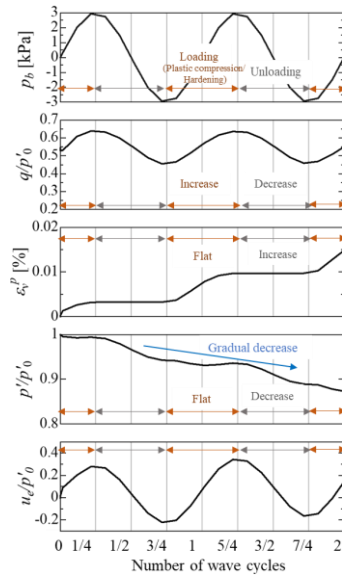 3
2
1
0
-1
-2
-3
p_b [kPa]
Loading
(Plastic compression/
Hardening)
Unloading
0.7
0.6
0.5
0.4
0.3
0.2
q/p'_0
Increase
Decrease
0.02
0.01
0
ε_v^p [%]
Flat
Increase
1
0.9
0.8
p'/p'_0
Gradual decrease
Flat
Decrease
0.4
0.2
0
-0.2
u_e/p'_0
0 1/4 1/2 3/4 1 5/4 3/2 7/4 2
Number of wave cycles